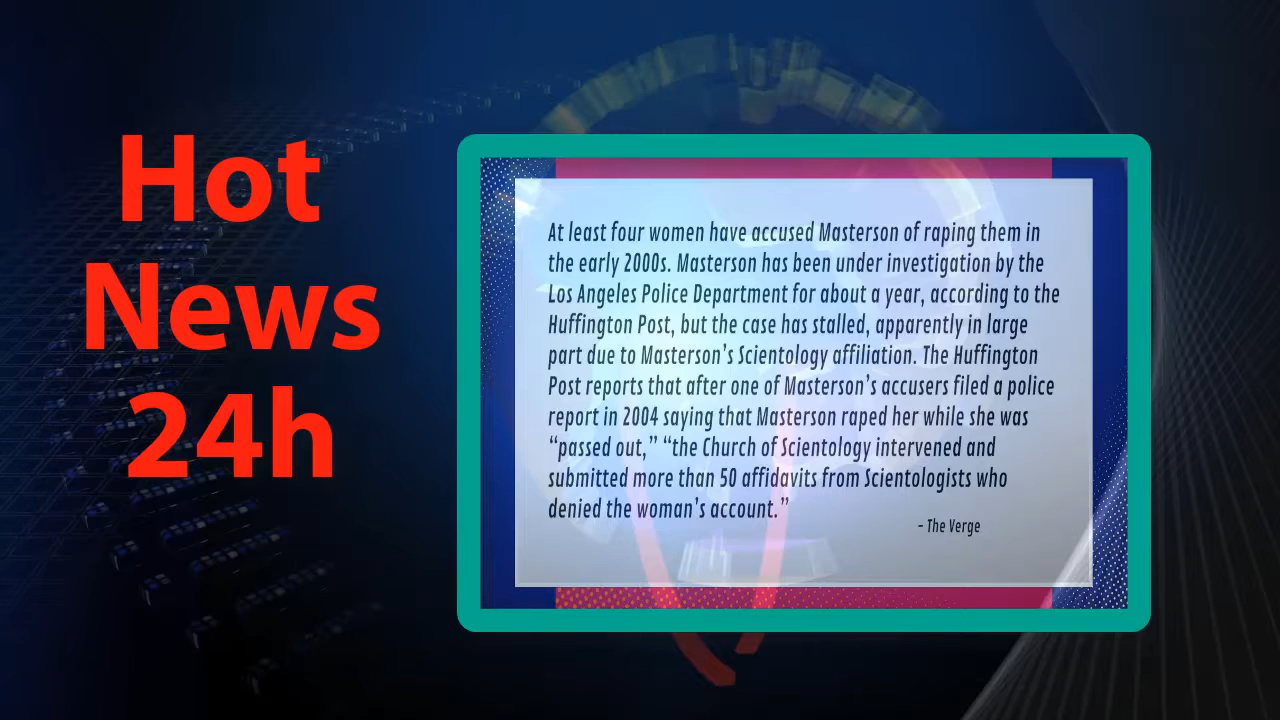 Hot
News
24h
At least four women have accused Masterson of raping them in
the early 2000s. Masterson has been under investigation by the
Los Angeles Police Department for about a year, according to the
Huffington Post, but the case has stalled, apparently in large
part due to Masterson's Scientology affiliation. The Huffington
Post reports that after one of Masterson's accusers filed a police
report in 2004 saying that Masterson raped her while she was
“passed out,” “the Church of Scientology intervened and
submitted more than 50 affidavits from Scientologists who
denied the woman's account.”
- The Verge